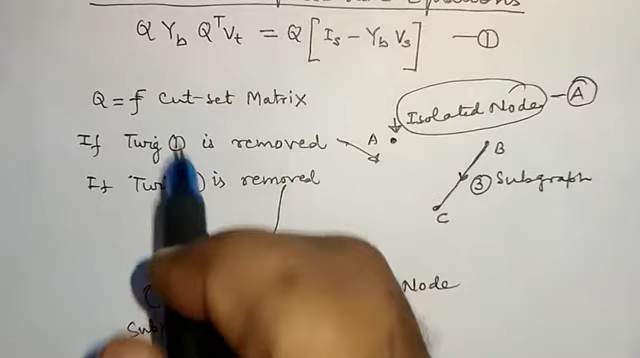 Equations
Q Y_b Q^T V_t = Q [I_s - Y_b V_s] — ①
Q = f cut-set Matrix
Isolated Node — Ⓐ
If Twig ① is removed
A
B
If is removed
③ Subgraph
C
Node